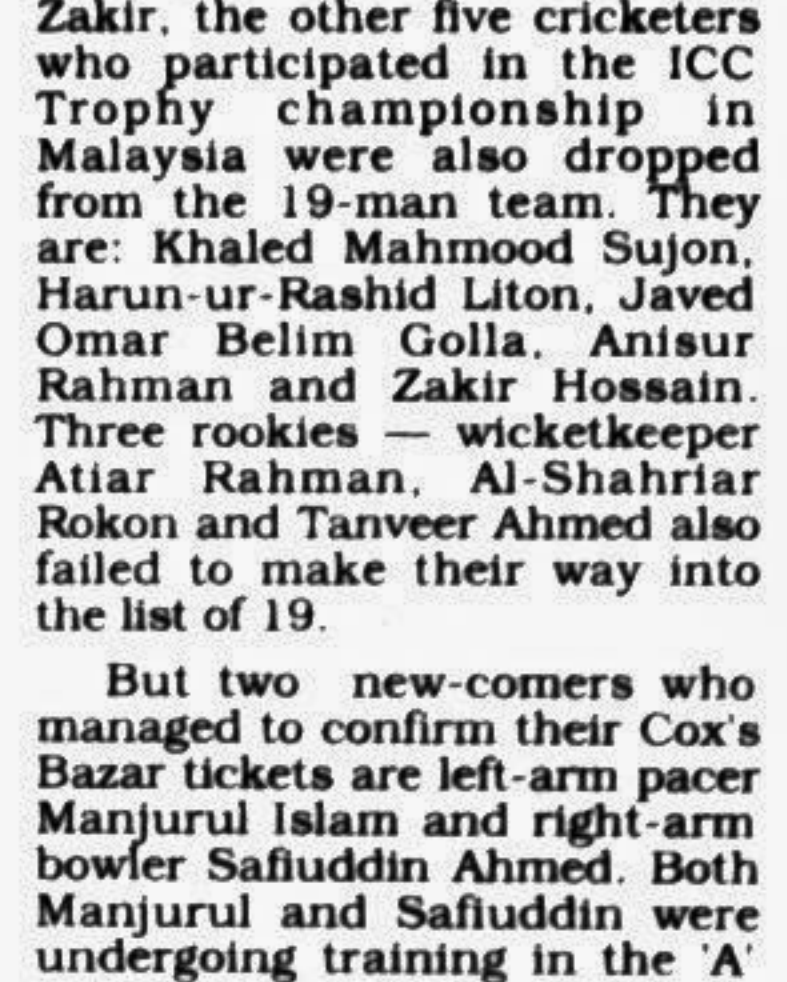 Zakir, the other five cricketers
who participated in the ICC
Trophy championship in
Malaysia were also dropped
from the 19-man team. They
are: Khaled Mahmood Sujon,
Harun-ur-Rashid Liton, Javed
Omar Belim Golla, Anisur
Rahman and Zakir Hossain.
Three rookies — wicketkeeper
Atiar Rahman, Al-Shahriar
Rokon and Tanveer Ahmed also
failed to make their way into
the list of 19.
But two new-comers who
managed to confirm their Cox's
Bazar tickets are left-arm pacer
Manjurul Islam and right-arm
bowler Safiuddin Ahmed. Both
Manjurul and Safiuddin were
undergoing training in the 'A'